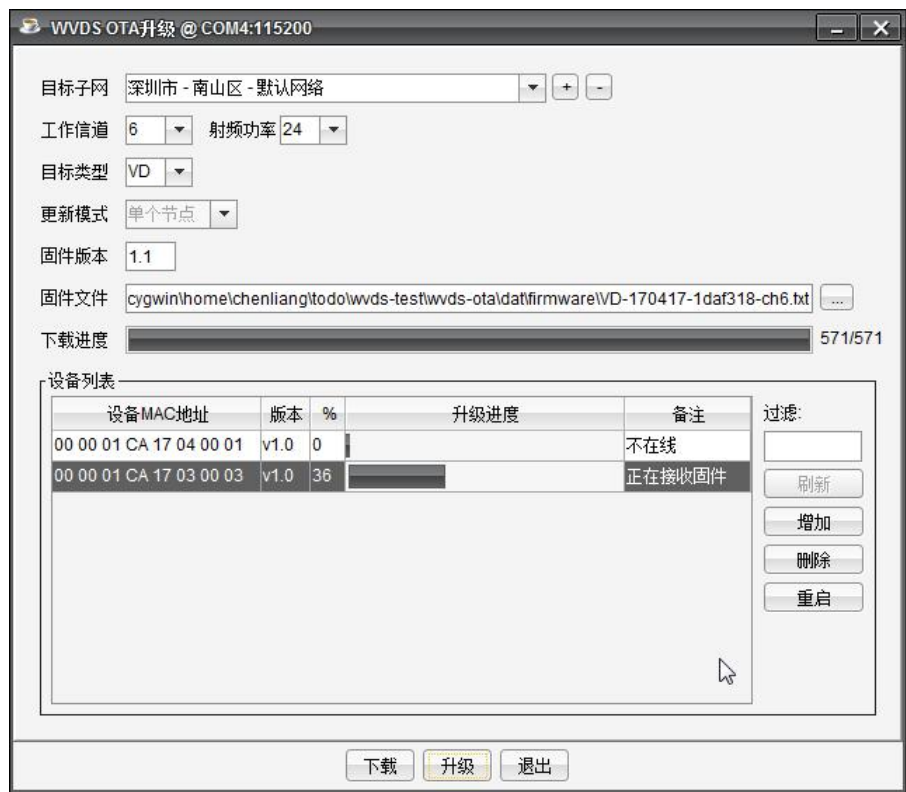 WVDS OTA升级 @ COM4:115200
目标子网 深圳市 - 南山区 - 默认网络 + -
工作信道 6 射频功率 24
目标类型 VD
更新模式 单个节点
固件版本 1.1
固件文件 cygwin\home\chenliang\todo\wvds-test\wvds-ota\dat\firmware\VD-170417-1daf318-ch6.txt ...
下载进度 571/571
设备列表
设备MAC地址 版本 % 升级进度 备注 过滤:
00 00 01 CA 17 04 00 01 v1.0 0 不在线
00 00 01 CA 17 03 00 03 v1.0 36 正在接收固件
刷新
增加
删除
重启
下载 升级 退出